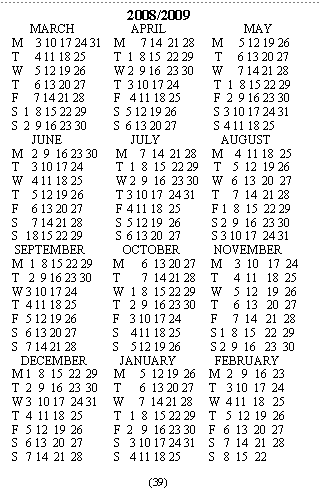 2008/2009
MARCH APRIL MAY
M 3 10 17 24 31 M 7 14 21 28 M 5 12 19 26
T 4 11 18 25 T 1 8 15 22 29 T 6 13 20 27
W 5 12 19 26 W 2 9 16 23 30 W 7 14 21 28
T 6 13 20 27 T 3 10 17 24 T 1 8 15 22 29
F 7 14 21 28 F 4 11 18 25 F 2 9 16 23 30
S 1 8 15 22 29 S 5 12 19 26 S 3 10 17 24 31
S 2 9 16 23 30 S 6 13 20 27 S 4 11 18 25
JUNE JULY AUGUST
M 2 9 16 23 30 M 7 14 21 28 M 4 11 18 25
T 3 10 17 24 T 1 8 15 22 29 T 5 12 19 26
W 4 11 18 25 W 2 9 16 23 30 W 6 13 20 27
T 5 12 19 26 T 3 10 17 24 31 T 7 14 21 28
F 6 13 20 27 F 4 11 18 25 F 1 8 15 22 29
S 7 14 21 28 S 5 12 19 26 S 2 9 16 23 30
S 1 8 15 22 29 S 6 13 20 27 S 3 10 17 24 31
SEPTEMBER OCTOBER NOVEMBER
M 1 8 15 22 29 M 6 13 20 27 M 3 10 17 24
T 2 9 16 23 30 T 7 14 21 28 T 4 11 18 25
W 3 10 17 24 W 1 8 15 22 29 W 5 12 19 26
T 4 11 18 25 T 2 9 16 23 30 T 6 13 20 27
F 5 12 19 26 F 3 10 17 24 F 7 14 21 28
S 6 13 20 27 S 4 11 18 25 S 1 8 15 22 29
S 7 14 21 28 S 5 12 19 26 S 2 9 16 23 30
DECEMBER JANUARY FEBRUARY
M 1 8 15 22 29 M 5 12 19 26 M 2 9 16 23
T 2 9 16 23 30 T 6 13 20 27 T 3 10 17 24
W 3 10 17 24 31 W 7 14 21 28 W 4 11 18 25
T 4 11 18 25 T 1 8 15 22 29 T 5 12 19 26
F 5 12 19 26 F 2 9 16 23 30 F 6 13 20 27
S 6 13 20 27 S 3 10 17 24 31 S 7 14 21 28
S 7 14 21 28 S 4 11 18 25 S 8 15 22
(39)